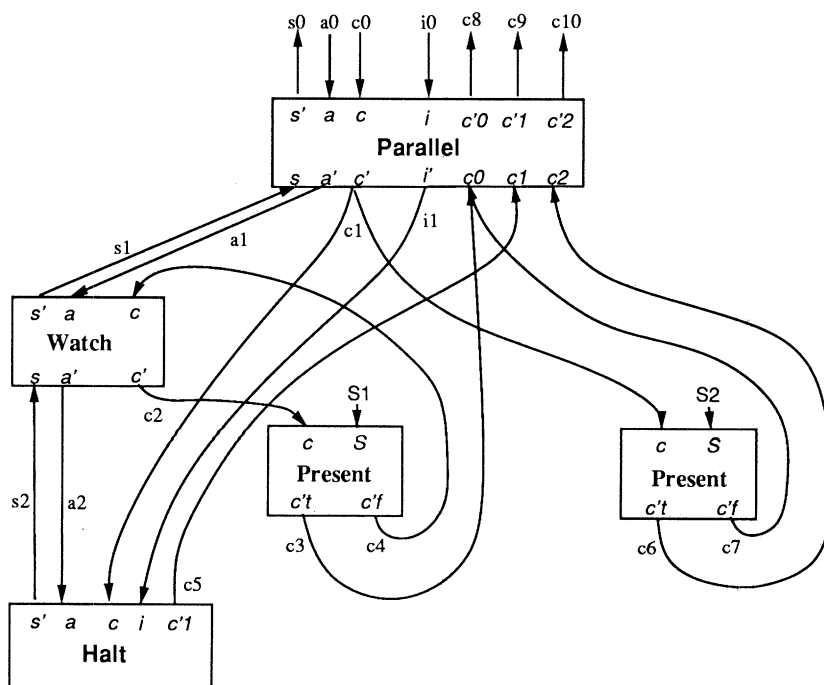 s0 a0 c0 i0 c8 c9 c10
s' a c i c'0 c'1 c'2
Parallel
s a' c' i' c0 c1 c2
s1 a1 c1 i1
s' a c
Watch
s a' c'
c2 S1 S2
c S c S
Present Present
c't c'f c't c'f
s2 a2 c3 c4 c6 c7
c5
s' a c i c'1
Halt